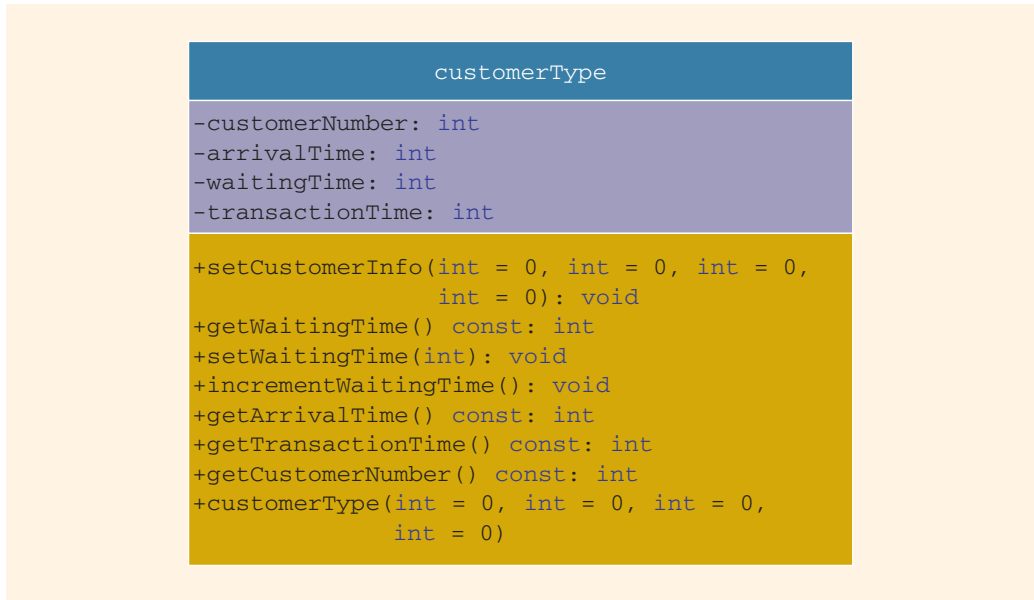 customerType
-customerNumber: int
-arrivalTime: int
-waitingTime: int
-transactionTime: int
+setCustomerInfo(int = 0, int = 0, int = 0,
int = 0): void
+getWaitingTime() const: int
+setWaitingTime(int): void
+incrementWaitingTime(): void
+getArrivalTime() const: int
+getTransactionTime() const: int
+getCustomerNumber() const: int
+customerType(int = 0, int = 0, int = 0,
int = 0)